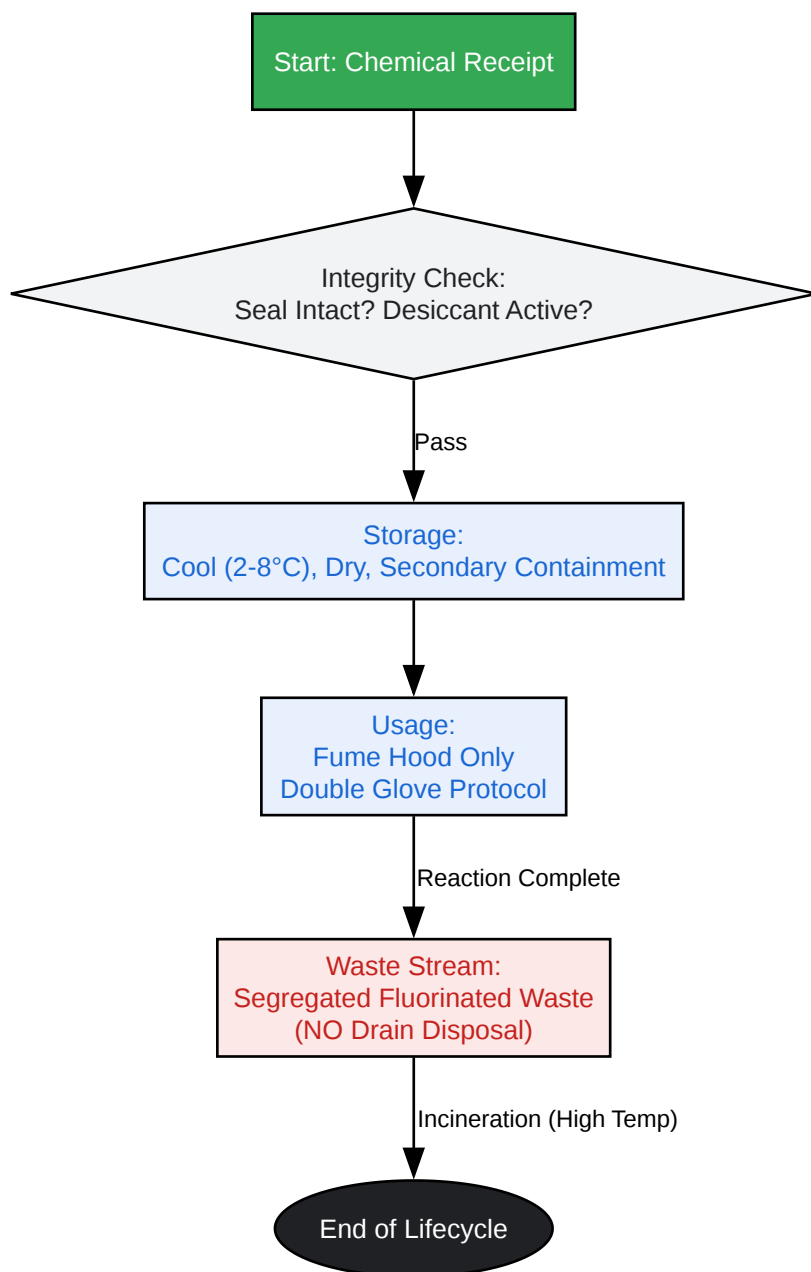 Start: Chemical Receipt
Integrity Check:
Seal Intact? Desiccant Active?
Pass
Storage:
Cool (2-8°C), Dry, Secondary Containment
Usage:
Fume Hood Only
Double Glove Protocol
Reaction Complete
Waste Stream:
Segregated Fluorinated Waste
(NO Drain Disposal)
Incineration (High Temp)
End of Lifecycle